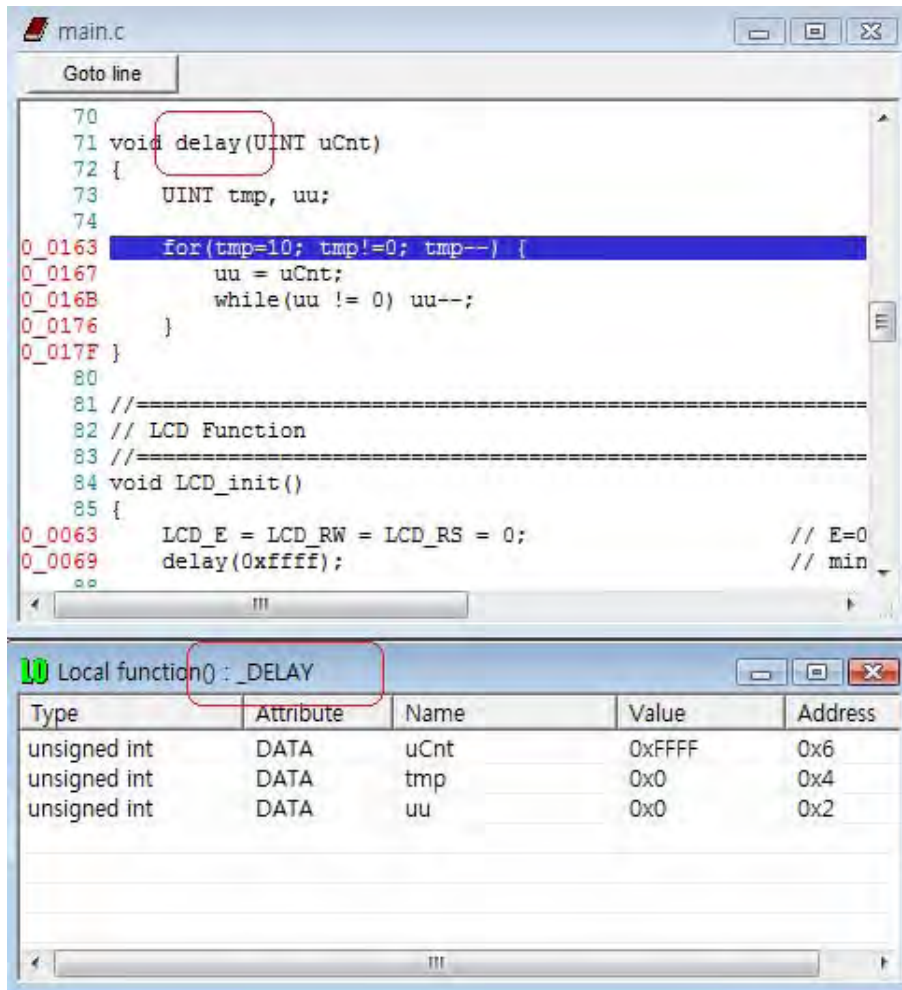 main.c
Goto line
70
71 void delay(UINT uCnt)
72 {
73 UINT tmp, uu;
74
0_0163 for(tmp=10; tmp!=0; tmp--) {
0_0167 uu = uCnt;
0_016B while(uu != 0) uu--;
0_0176 }
0_017F }
80
81 //========================================================
82 // LCD Function
83 //========================================================
84 void LCD_init()
85 {
0_0063 LCD_E = LCD_RW = LCD_RS = 0; // E=0
0_0069 delay(0xffff); // min
88
Local function() : _DELAY
Type Attribute Name Value Address
unsigned int DATA uCnt 0xFFFF 0x6
unsigned int DATA tmp 0x0 0x4
unsigned int DATA uu 0x0 0x2